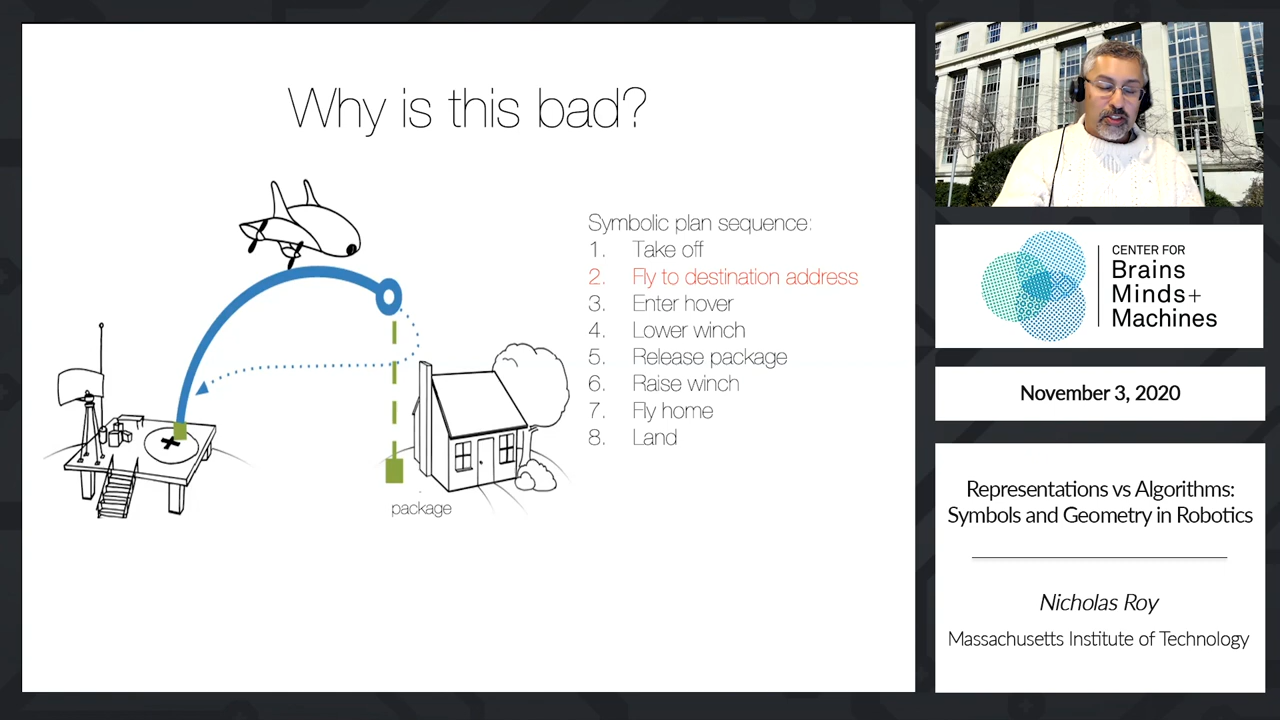 Why is this bad?
Symbolic plan sequence:
1. Take off
2. Fly to destination address
3. Enter hover
4. Lower winch
5. Release package
6. Raise winch
7. Fly home
8. Land
package
CENTER FOR
Brains
Minds+
Machines
November 3, 2020
Representations vs Algorithms:
Symbols and Geometry in Robotics
Nicholas Roy
Massachusetts Institute of Technology